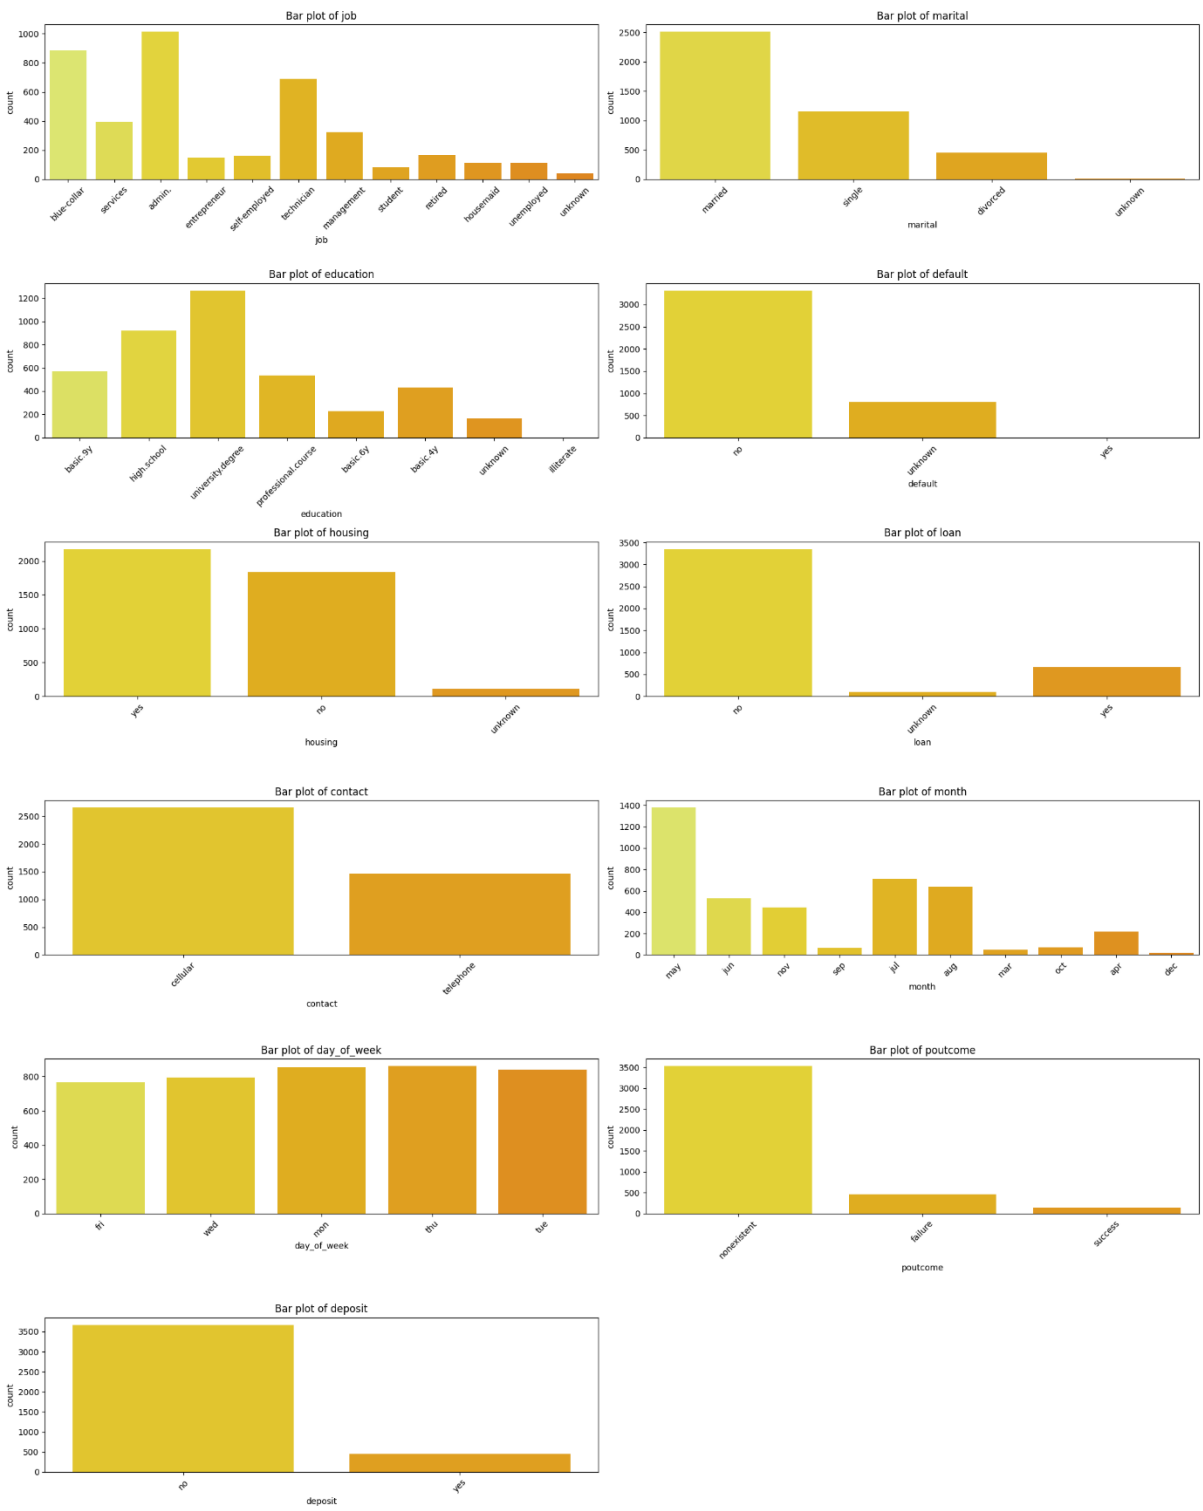 Bar plot of job
1000
800
600
400
200
0
count
blue-collar
services
admin.
entrepreneur
self-employed
technician
management
student
retired
housemaid
unemployed
unknown
job
Bar plot of marital
2500
2000
1500
1000
500
0
count
married
single
divorced
unknown
marital
Bar plot of education
1200
1000
800
600
400
200
0
count
basic.9y
high.school
university.degree
professional.course
basic.6y
basic.4y
unknown
illiterate
education
Bar plot of default
3000
2500
2000
1500
1000
500
0
count
no
unknown
yes
default
Bar plot of housing
2000
1500
1000
500
0
count
yes
no
unknown
housing
Bar plot of loan
3500
3000
2500
2000
1500
1000
500
0
count
no
unknown
yes
loan
Bar plot of contact
2500
2000
1500
1000
500
0
count
cellular
telephone
contact
Bar plot of month
1400
1200
1000
800
600
400
200
0
count
may
jun
nov
sep
jul
aug
mar
oct
apr
dec
month
Bar plot of day_of_week
800
600
400
200
0
count
fri
wed
mon
thu
tue
day_of_week
Bar plot of poutcome
3500
3000
2500
2000
1500
1000
500
0
count
nonexistent
failure
success
poutcome
Bar plot of deposit
3500
3000
2500
2000
1500
1000
500
0
count
no
yes
deposit